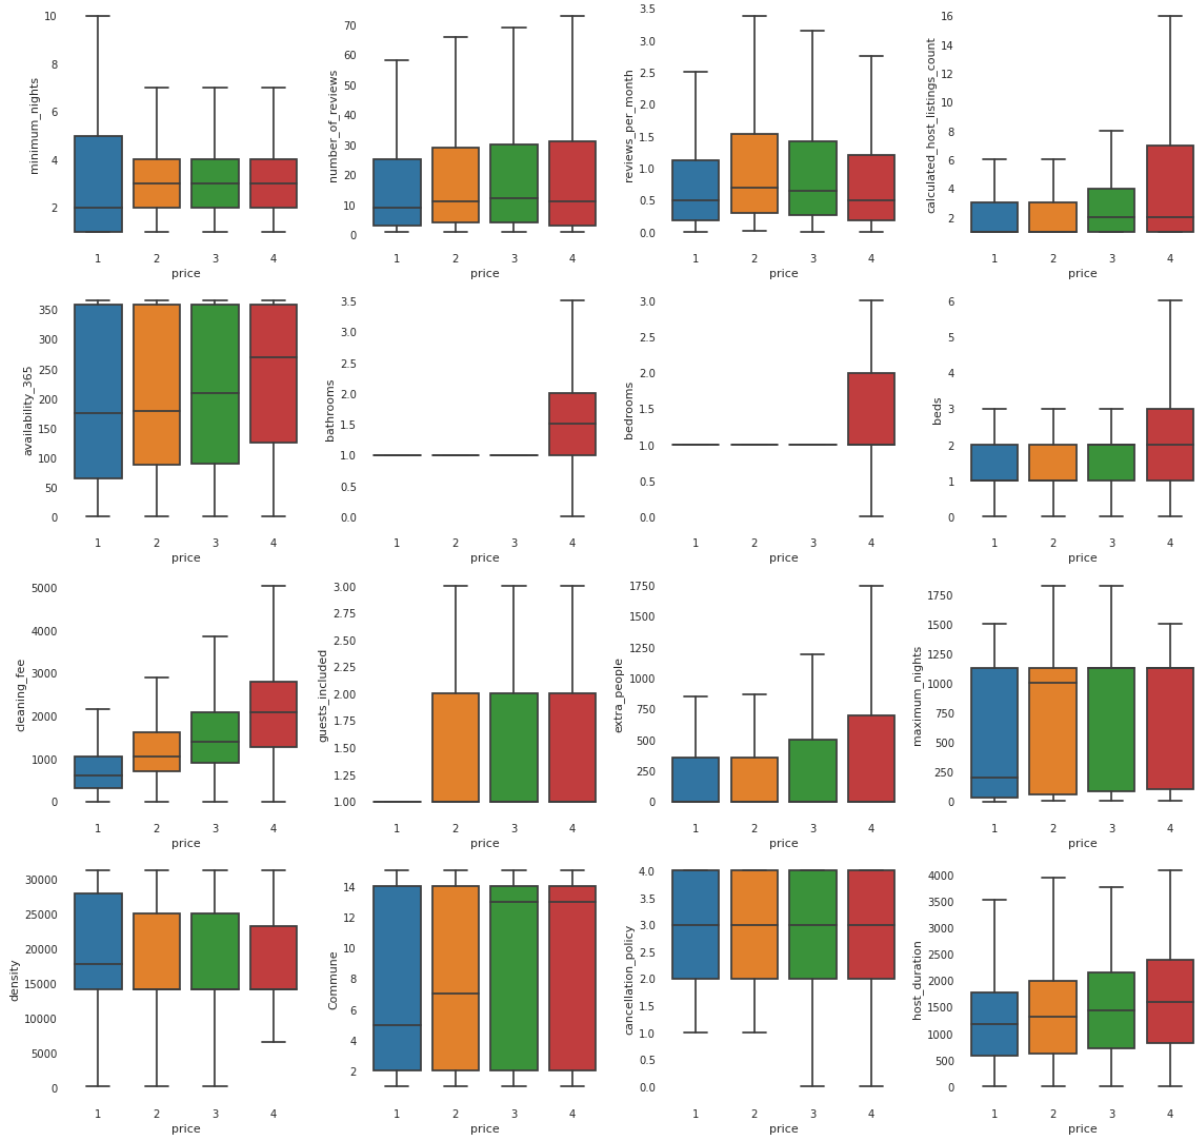 minimum_nights
10
8
6
4
2
1 2 3 4
price
number_of_reviews
70
60
50
40
30
20
10
0
1 2 3 4
price
reviews_per_month
3.5
3.0
2.5
2.0
1.5
1.0
0.5
0.0
1 2 3 4
price
calculated_host_listings_count
16
14
12
10
8
6
4
2
1 2 3 4
price
availability_365
350
300
250
200
150
100
50
0
1 2 3 4
price
bathrooms
3.5
3.0
2.5
2.0
1.5
1.0
0.5
0.0
1 2 3 4
price
bedrooms
3.0
2.5
2.0
1.5
1.0
0.5
0.0
1 2 3 4
price
beds
6
5
4
3
2
1
0
1 2 3 4
price
cleaning_fee
5000
4000
3000
2000
1000
0
1 2 3 4
price
guests_included
3.00
2.75
2.50
2.25
2.00
1.75
1.50
1.25
1.00
1 2 3 4
price
extra_people
1750
1500
1250
1000
750
500
250
0
1 2 3 4
price
maximum_nights
1750
1500
1250
1000
750
500
250
0
1 2 3 4
price
density
30000
25000
20000
15000
10000
5000
0
1 2 3 4
price
Commune
14
12
10
8
6
4
2
1 2 3 4
price
cancellation_policy
4.0
3.5
3.0
2.5
2.0
1.5
1.0
0.5
0.0
1 2 3 4
price
host_duration
4000
3500
3000
2500
2000
1500
1000
500
0
1 2 3 4
price